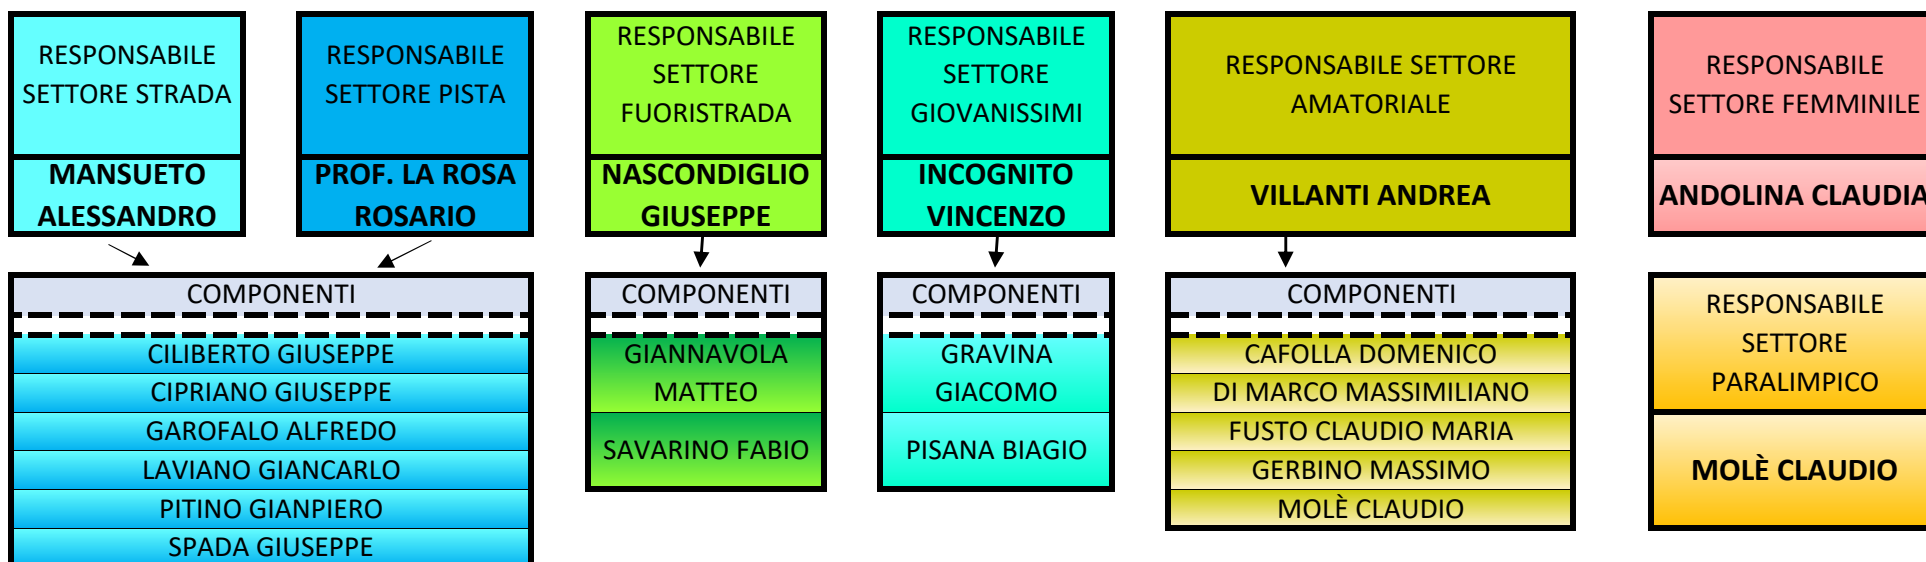 RESPONSABILE
SETTORE STRADA
MANSUETO
ALESSANDRO
RESPONSABILE
SETTORE PISTA
PROF. LA ROSA
ROSARIO
RESPONSABILE
SETTORE
FUORISTRADA
NASCONDIGLIO
GIUSEPPE
RESPONSABILE
SETTORE
GIOVANISSIMI
INCOGNITO
VINCENZO
RESPONSABILE SETTORE
AMATORIALE
VILLANTI ANDREA
RESPONSABILE
SETTORE FEMMINILE
ANDOLINA CLAUDIA
COMPONENTI
CILIBERTO GIUSEPPE
CIPRIANO GIUSEPPE
GAROFALO ALFREDO
LAVIANO GIANCARLO
PITINO GIANPIERO
SPADA GIUSEPPE
COMPONENTI
GIANNAVOLA
MATTEO
SAVARINO FABIO
COMPONENTI
GRAVINA
GIACOMO
PISANA BIAGIO
COMPONENTI
CAFOLLA DOMENICO
DI MARCO MASSIMILIANO
FUSTO CLAUDIO MARIA
GERBINO MASSIMO
MOLÈ CLAUDIO
RESPONSABILE
SETTORE
PARALIMPICO
MOLÈ CLAUDIO